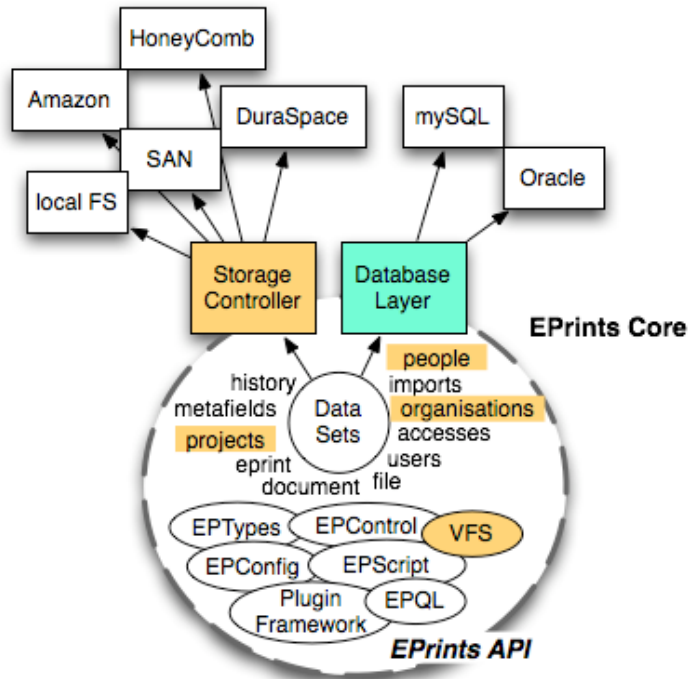 HoneyComb
Amazon
DuraSpace
mySQL
SAN
Oracle
local FS
Storage
Controller
Database
Layer
EPrints Core
people
history
imports
metafields
Data
Sets
organisations
projects
accesses
eprint
users
document
file
EPTypes
EPControl
VFS
EPConfig
EPScript
Plugin
Framework
EPQL
EPrints API